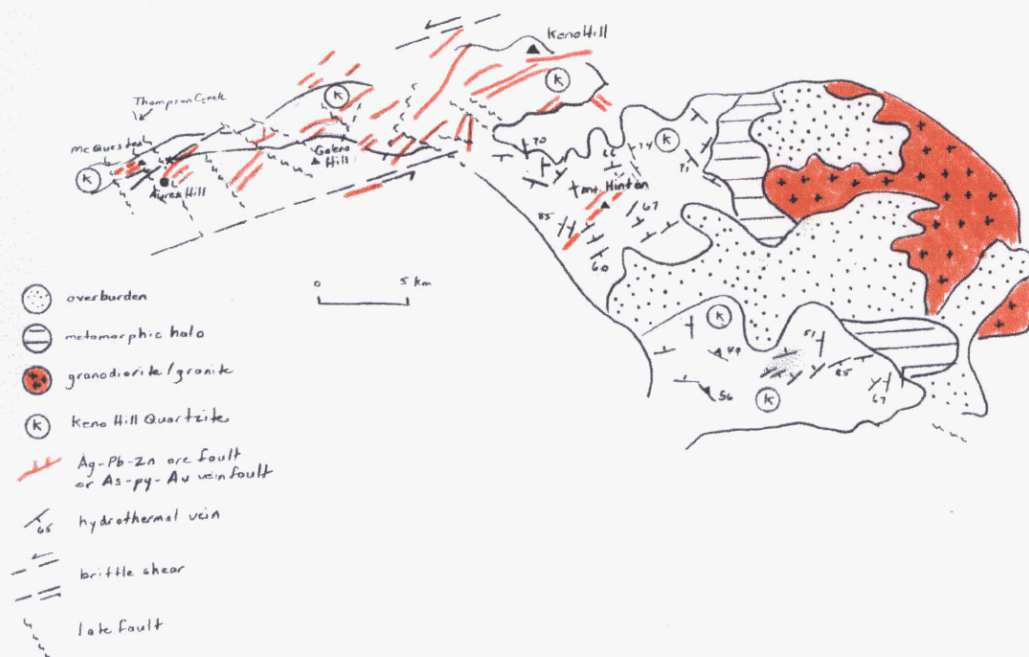 Keno Hill
K
K
Thompson Creek
McQuesten
Galena
Hill
K
Aurex Hill
70
66
74
K
71
mt. Hinton
67
85
60
0 5 km
K
49
51
85
56
K
67
overburden
metamorphic halo
granodiorite/granite
K Keno Hill Quartzite
Ag-Pb-Zn ore fault
or As-py-Au vein fault
65 hydrothermal vein
brittle shear
late fault